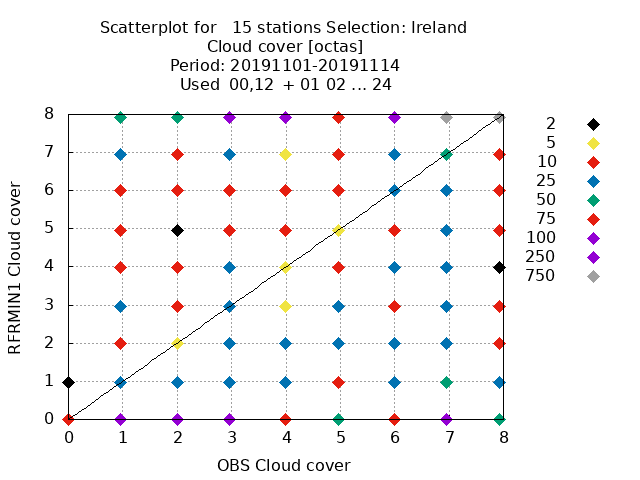 Scatterplot for   15 stations Selection: Ireland
Cloud cover [octas]
Period: 20191101-20191114
Used  00,12  + 01 02 ... 24
8
7
6
5
4
3
2
1
0
RFRMIN1 Cloud cover
0 1 2 3 4 5 6 7 8
OBS Cloud cover
2
5
10
25
50
75
100
250
750